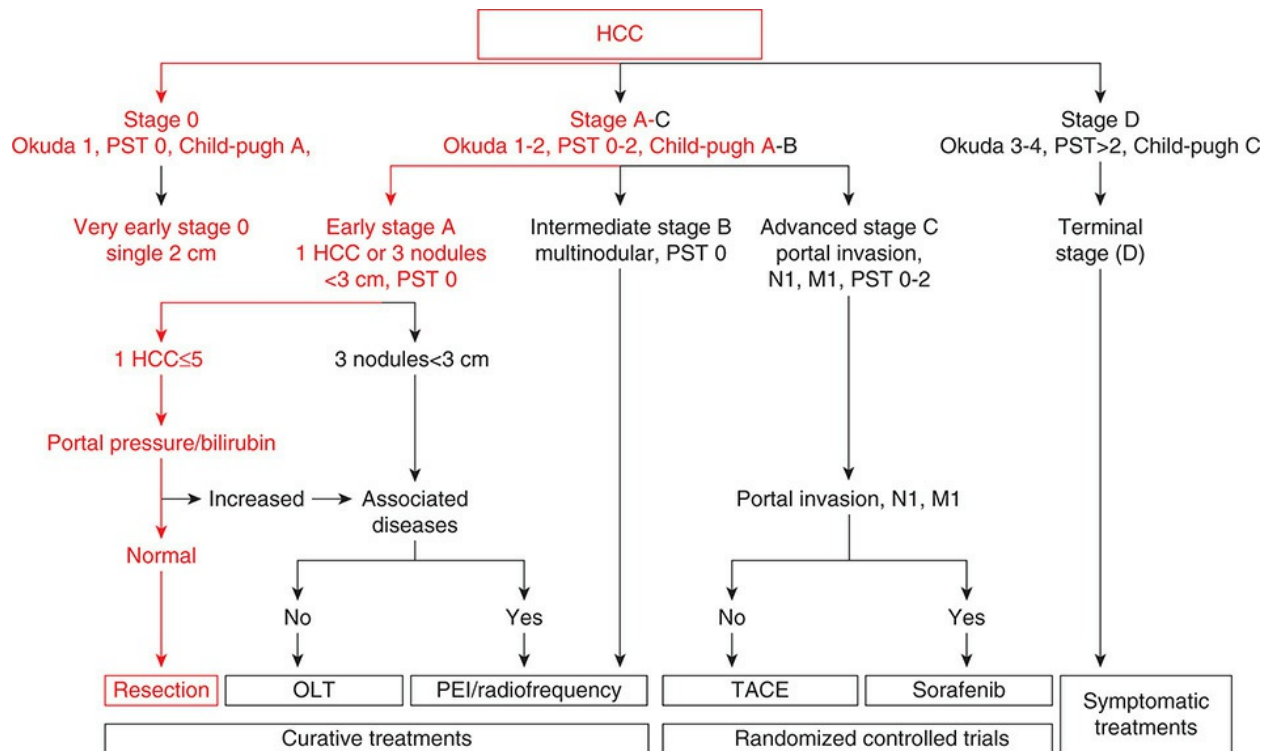 HCC
Stage 0
Okuda 1, PST 0, Child-pugh A,
Stage A-C
Okuda 1-2, PST 0-2, Child-pugh A-B
Stage D
Okuda 3-4, PST>2, Child-pugh C
Very early stage 0
single 2 cm
Early stage A
1 HCC or 3 nodules
<3 cm, PST 0
Intermediate stage B
multinodular, PST 0
Advanced stage C
portal invasion,
N1, M1, PST 0-2
Terminal
stage (D)
1 HCC≤5
3 nodules<3 cm
Portal pressure/bilirubin
Increased
Associated
diseases
Portal invasion, N1, M1
Normal
No
Yes
No
Yes
Resection
OLT
PEI/radiofrequency
TACE
Sorafenib
Symptomatic
treatments
Curative treatments
Randomized controlled trials